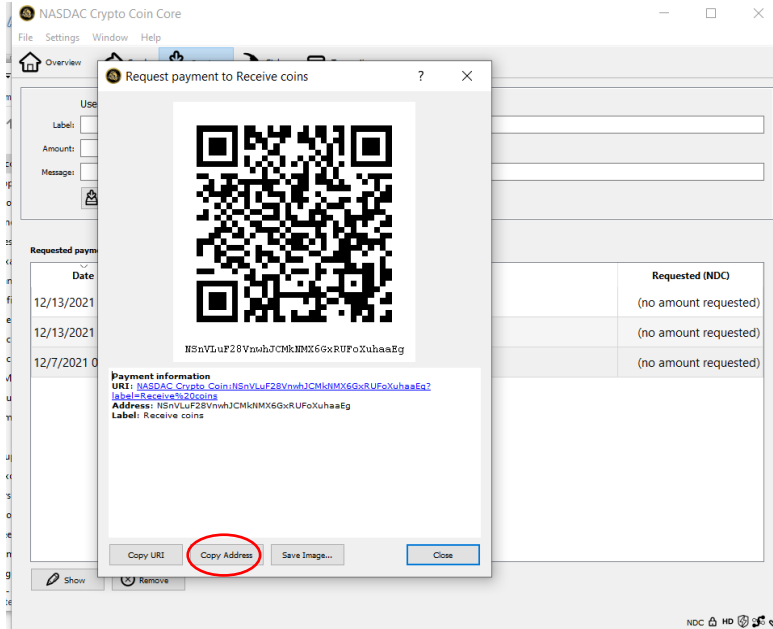 NASDAC Crypto Coin Core
File Settings Window Help
Overview
Request payment to Receive coins ? ×
Use
Label:
Amount:
Message:
NSnVLuF28VnwhJCMkNMX6GxRUFoXuhaaEg
Requested payme
Date
Requested (NDC)
12/13/2021
(no amount requested)
12/13/2021
(no amount requested)
12/7/2021 0
(no amount requested)
Payment information
URI: NASDAC Crypto Coin:NSnVLuF28VnwhJCMkNMX6GxRUFoXuhaaEg?
label=Receive%20coins
Address: NSnVLuF28VnwhJCMkNMX6GxRUFoXuhaaEg
Label: Receive coins
Copy URI Copy Address Save Image... Close
Show Remove
NDC HD